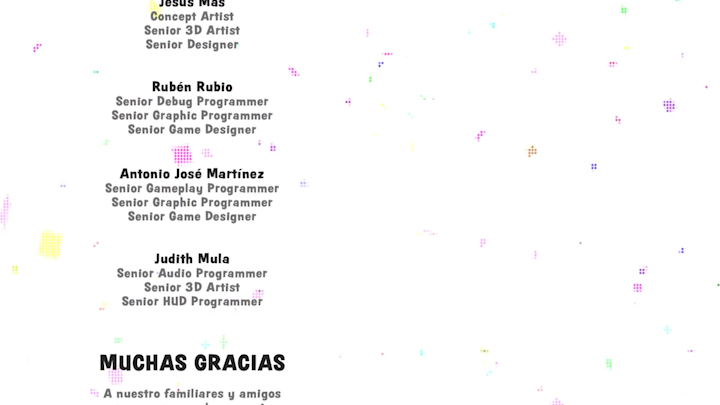 Jesús Mas
Concept Artist
Senior 3D Artist
Senior Designer
Rubén Rubio
Senior Debug Programmer
Senior Graphic Programmer
Senior Game Designer
Antonio José Martínez
Senior Gameplay Programmer
Senior Graphic Programmer
Senior Game Designer
Judith Mula
Senior Audio Programmer
Senior 3D Artist
Senior HUD Programmer
MUCHAS GRACIAS
A nuestro familiares y amigos